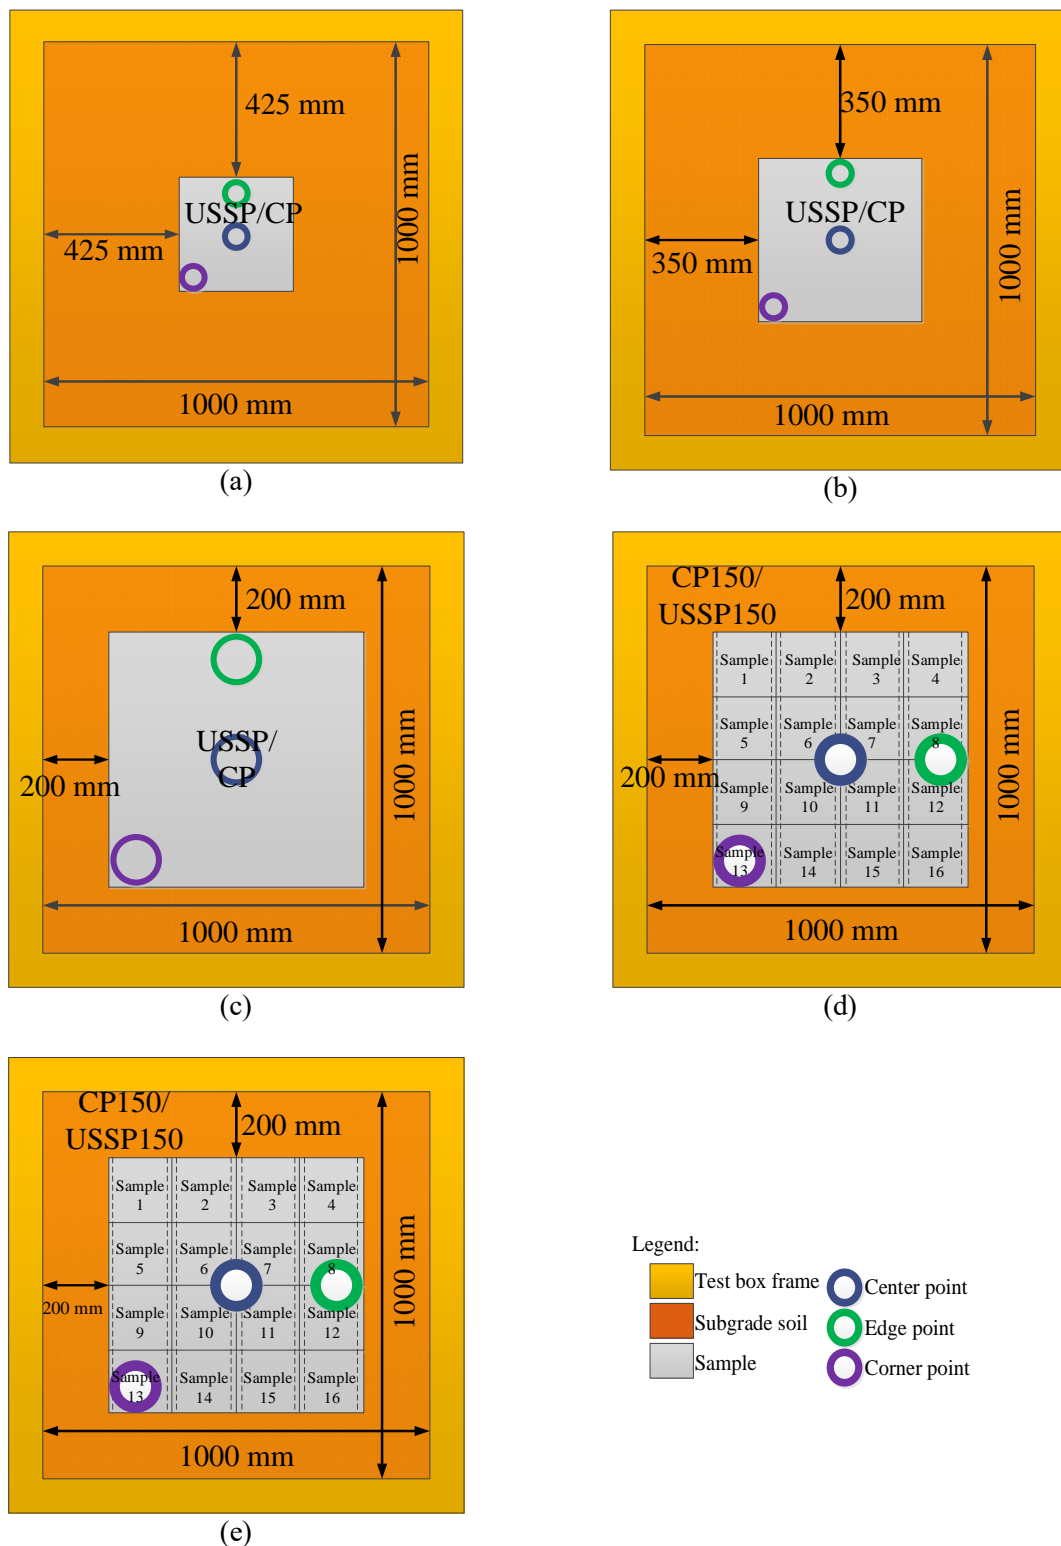 425 mm
USSP/CP
425 mm
1000 mm
1000 mm
(a)
350 mm
USSP/CP
350 mm
1000 mm
1000 mm
(b)
200 mm
USSP/
CP
200 mm
1000 mm
1000 mm
(c)
CP150/
USSP150
200 mm
Sample
1
Sample
2
Sample
3
Sample
4
Sample
5
Sample
6
Sample
7
Sample
8
200 mm
Sample
9
Sample
10
Sample
11
Sample
12
Sample
13
Sample
14
Sample
15
Sample
16
1000 mm
1000 mm
(d)
CP150/
USSP150
200 mm
Sample
1
Sample
2
Sample
3
Sample
4
Sample
5
Sample
6
Sample
7
Sample
8
200 mm
Sample
9
Sample
10
Sample
11
Sample
12
Sample
13
Sample
14
Sample
15
Sample
16
1000 mm
1000 mm
(e)
Legend:
Test box frame
Subgrade soil
Sample
Center point
Edge point
Corner point